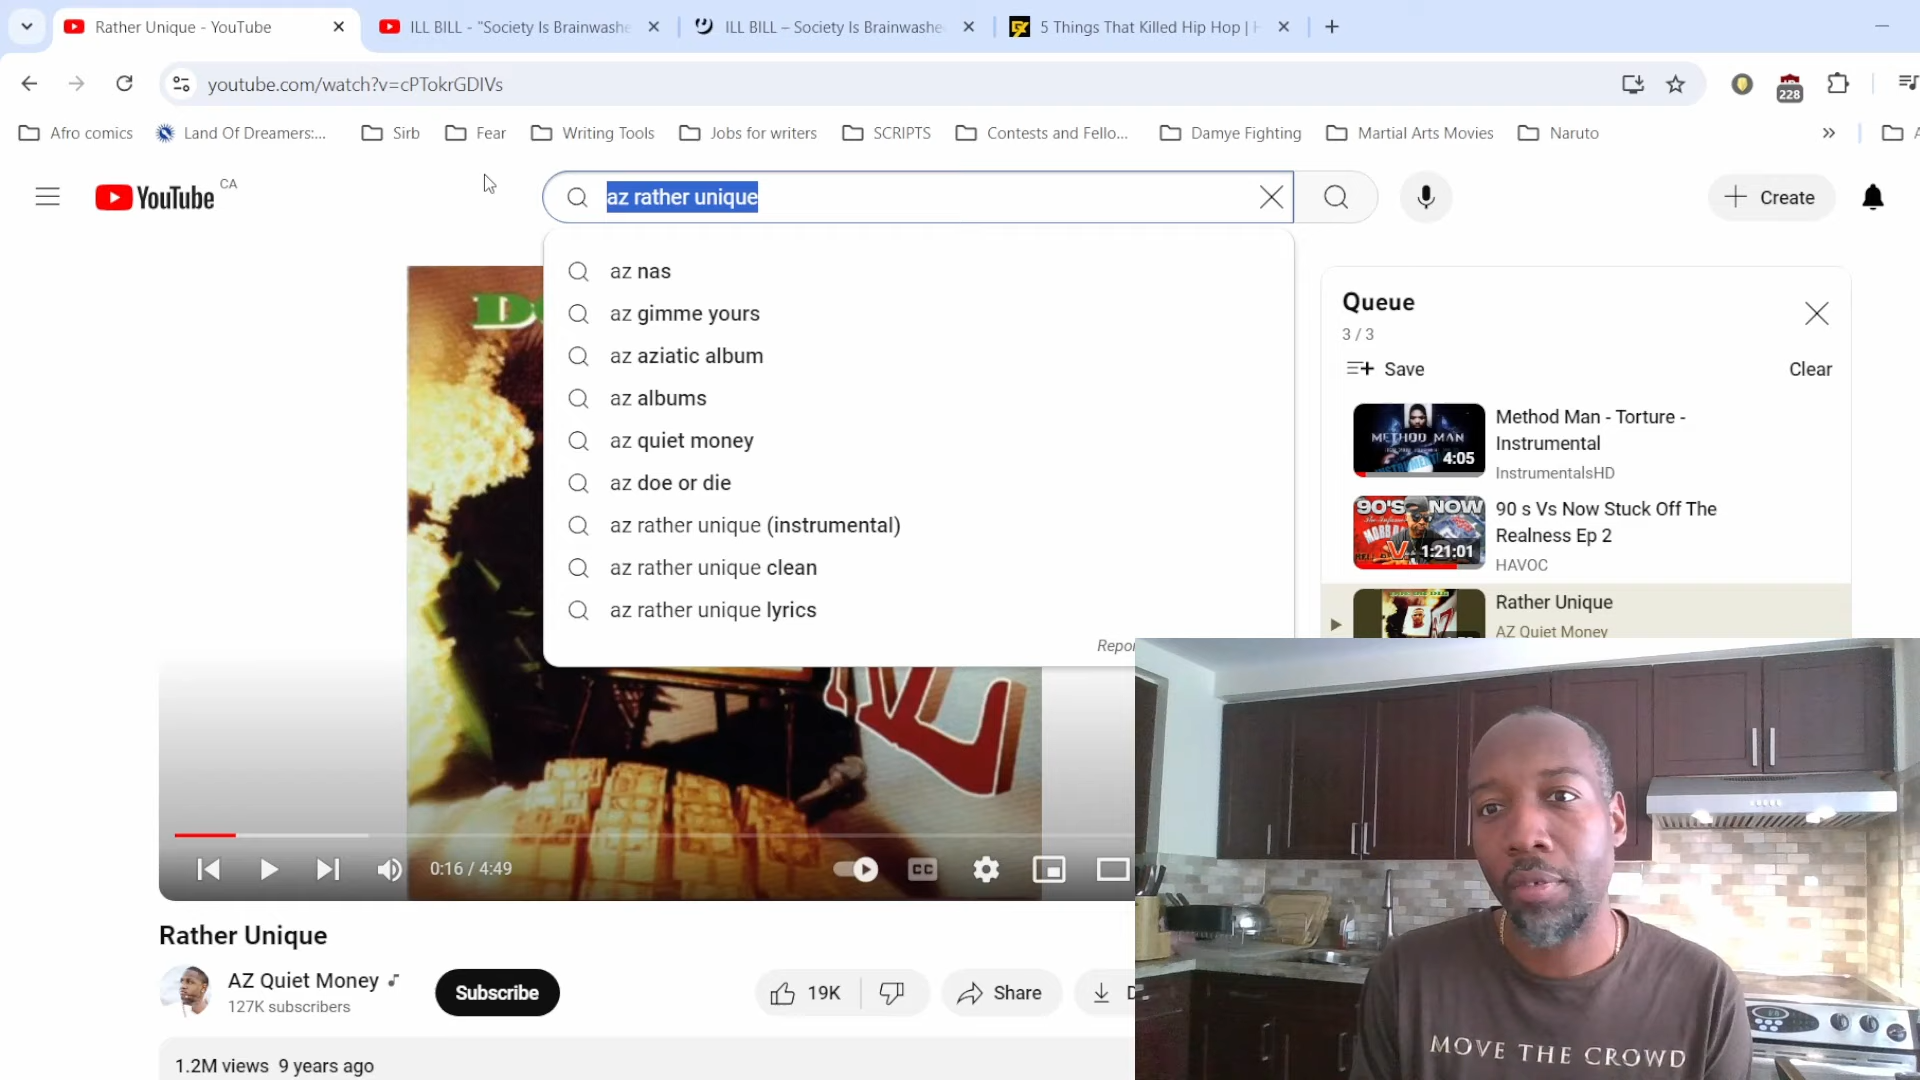 Rather Unique - YouTube
ILL BILL - "Society Is Brainwashe
ILL BILL – Society Is Brainwashe
5 Things That Killed Hip Hop |
youtube.com/watch?v=cPTokrGDIVs
228
Afro comics
Land Of Dreamers:...
Sirb
Fear
Writing Tools
Jobs for writers
SCRIPTS
Contests and Fello...
Damye Fighting
Martial Arts Movies
Naruto
YouTube CA
az rather unique
Create
az nas
az gimme yours
az aziatic album
az albums
az quiet money
az doe or die
az rather unique (instrumental)
az rather unique clean
az rather unique lyrics
Repor
Queue
3 / 3
Save
Clear
METHOD MAN
4:05
Method Man - Torture -
Instrumental
InstrumentalsHD
90'S NOW
1:21:01
90 s Vs Now Stuck Off The
Realness Ep 2
HAVOC
Rather Unique
AZ Quiet Money
0:16 / 4:49
CC
Rather Unique
AZ Quiet Money
127K subscribers
Subscribe
19K
Share
D
1.2M views 9 years ago
MOVE THE CROWD